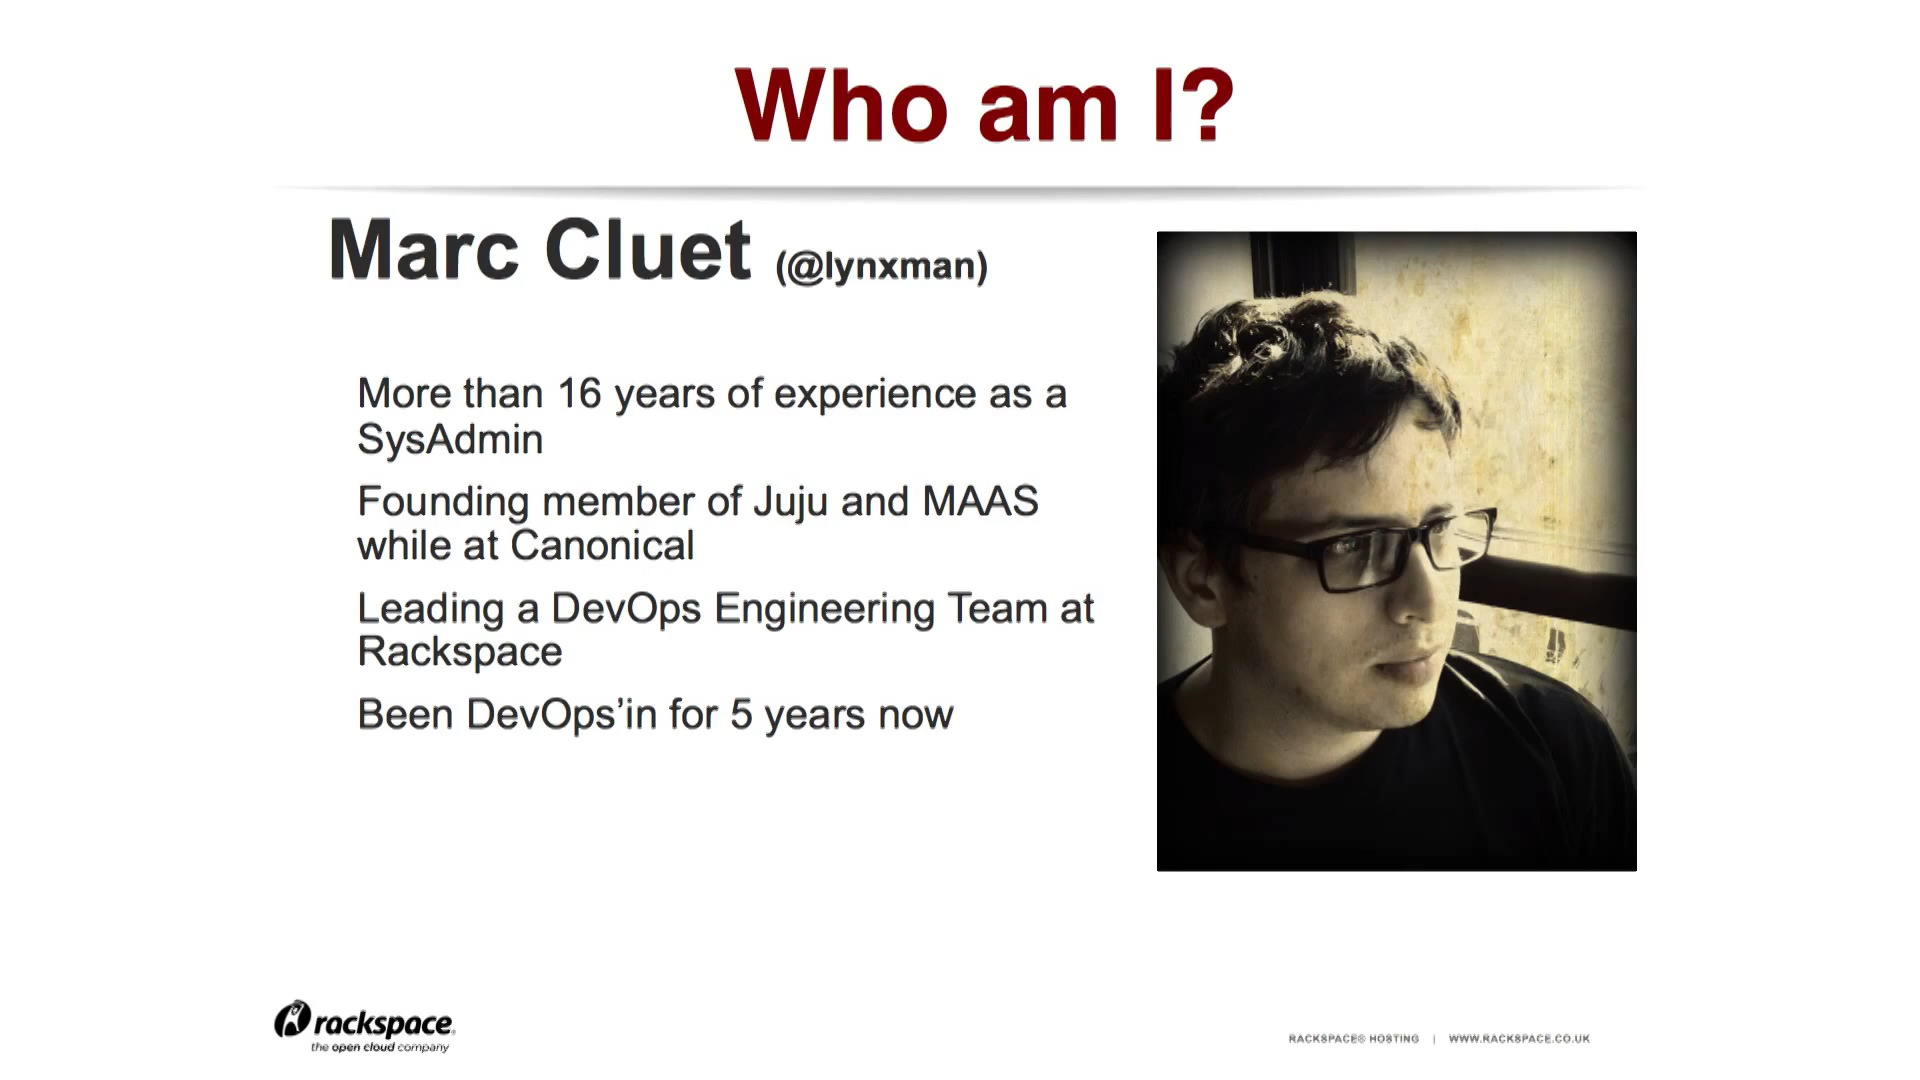 Who am I?
Marc Cluet (@lynxman)
More than 16 years of experience as a
SysAdmin
Founding member of Juju and MAAS
while at Canonical
Leading a DevOps Engineering Team at
Rackspace
Been DevOps’in for 5 years now
rackspace®
the open cloud company
RACKSPACE® HOSTING | WWW.RACKSPACE.CO.UK